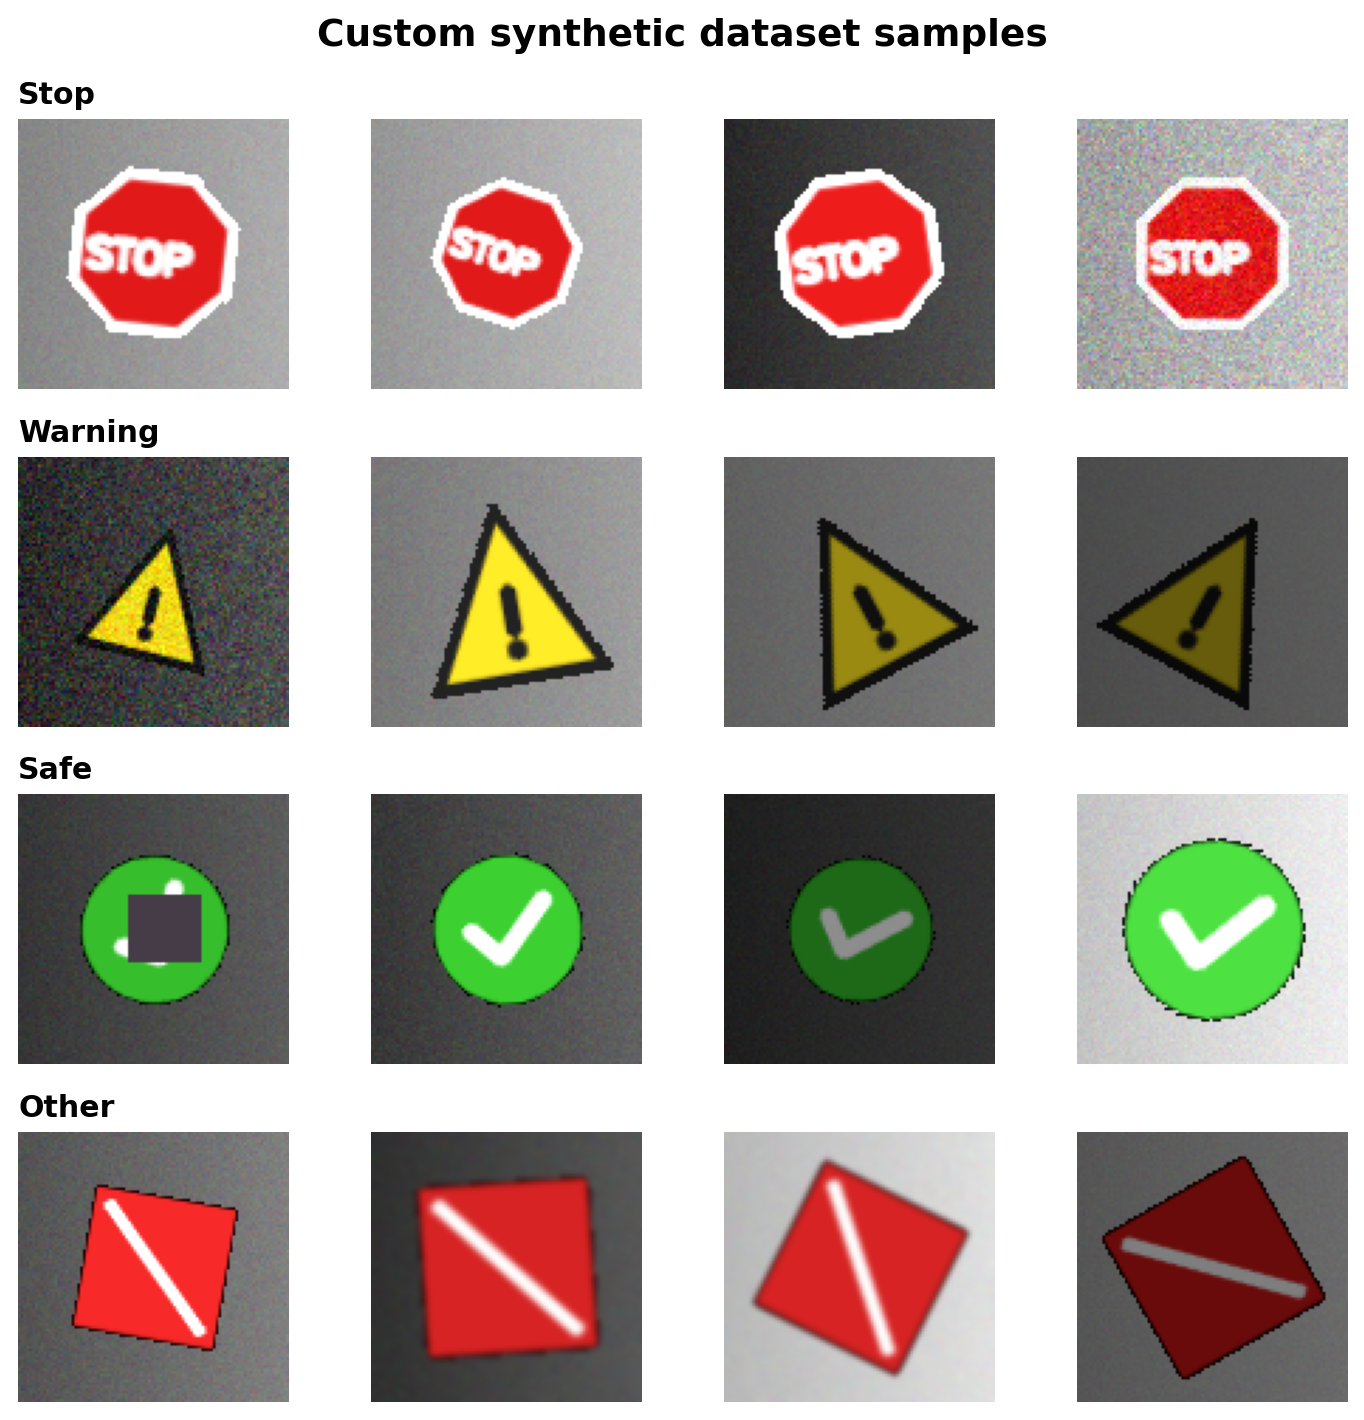 Custom synthetic dataset samples
Stop
STOP STOP STOP STOP
Warning
! ! ! !
Safe
Other